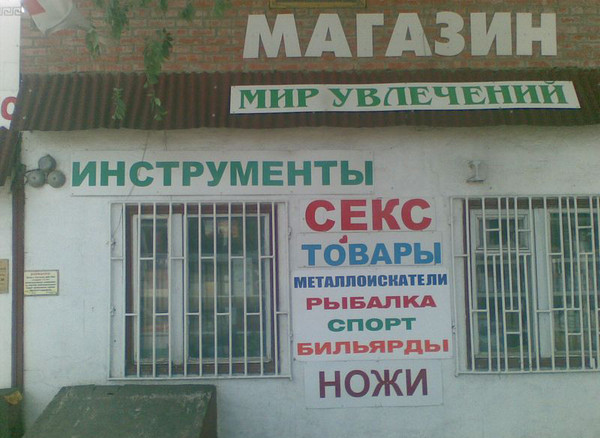 МАГАЗИН
МИР УВЛЕЧЕНИЙ
ИНСТРУМЕНТЫ
СЕКС
ТОВАРЫ
МЕТАЛЛОИСКАТЕЛИ
РЫБАЛКА
СПОРТ
БИЛЬЯРДЫ
НОЖИ